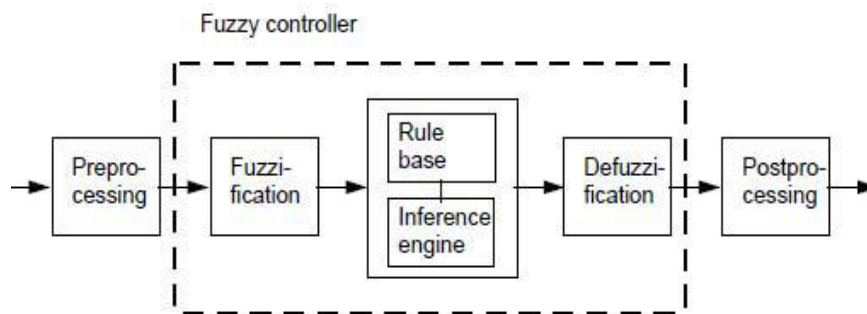 Fuzzy controller
Prepro-
cessing
Fuzzi-
fication
Rule
base
Inference
engine
Defuzzi-
fication
Postpro-
cessing